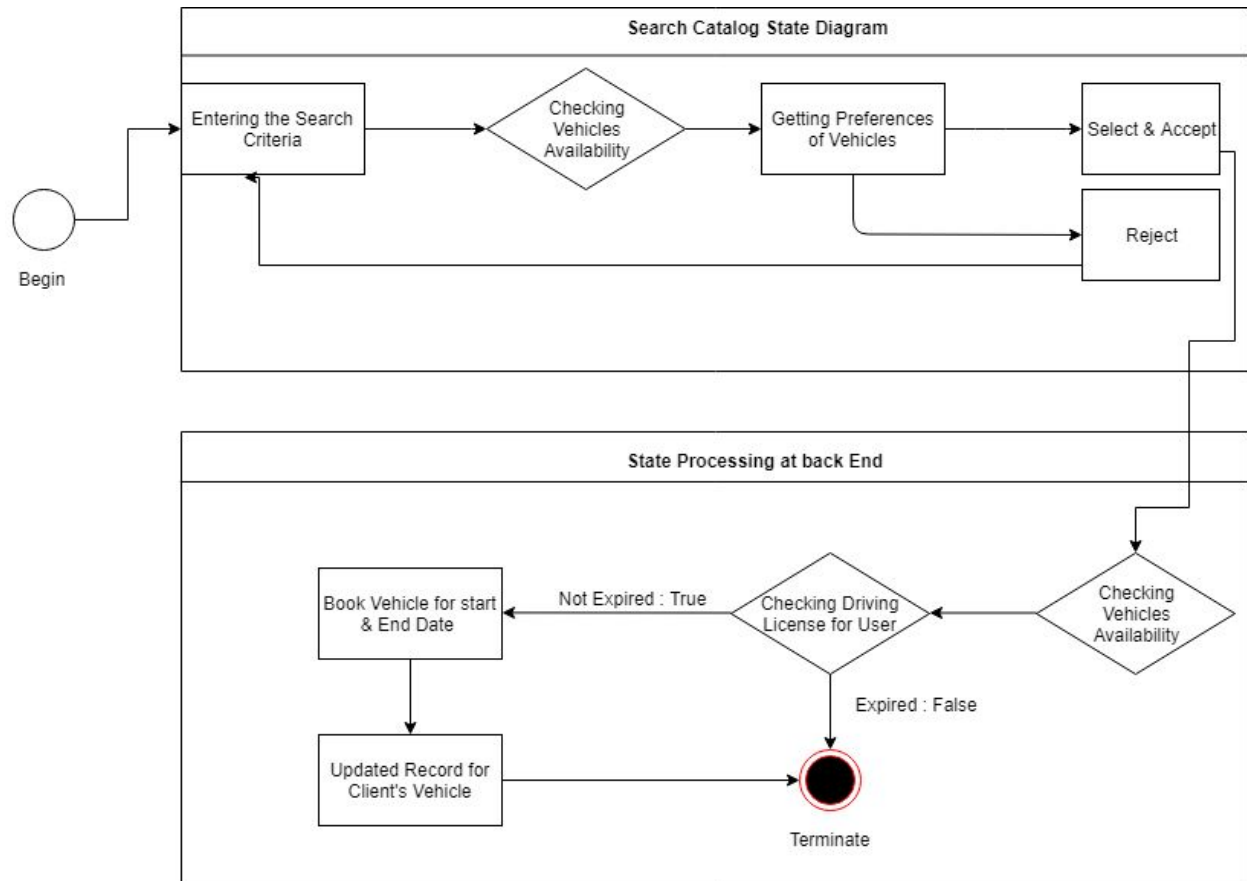 Search Catalog State Diagram
Entering the Search
Criteria
Checking
Vehicles
Availability
Getting Preferences
of Vehicles
Select & Accept
Reject
Begin
State Processing at back End
Book Vehicle for start
& End Date
Not Expired : True
Checking Driving
License for User
Checking
Vehicles
Availability
Expired : False
Updated Record for
Client's Vehicle
Terminate